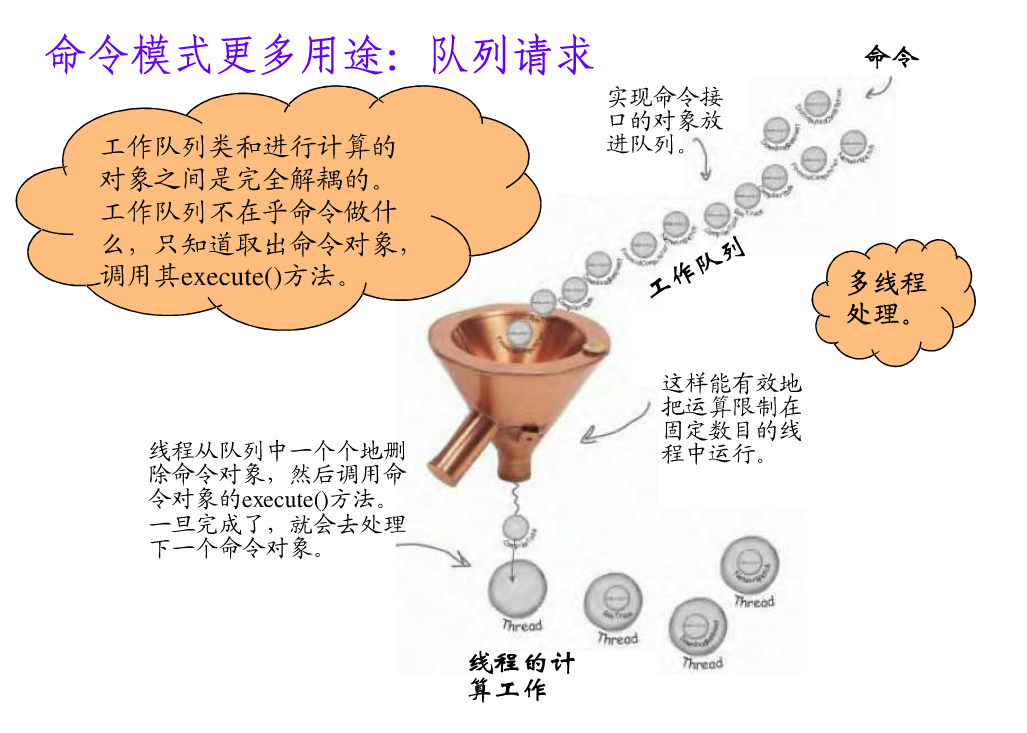 命令模式更多用途：队列请求
命令
实现命令接
口的对象放
进队列。
工作队列类和进行计算的
对象之间是完全解耦的。
工作队列不在乎命令做什
么，只知道取出命令对象，
调用其execute()方法。
工作队列
多线程
处理。
这样能有效地
把运算限制在
固定数目的线
程中运行。
线程从队列中一个个地删
除命令对象，然后调用命
令对象的execute()方法。
一旦完成了，就会去处理
下一个命令对象。
Thread
Thread
Thread
Thread
线程的计
算工作